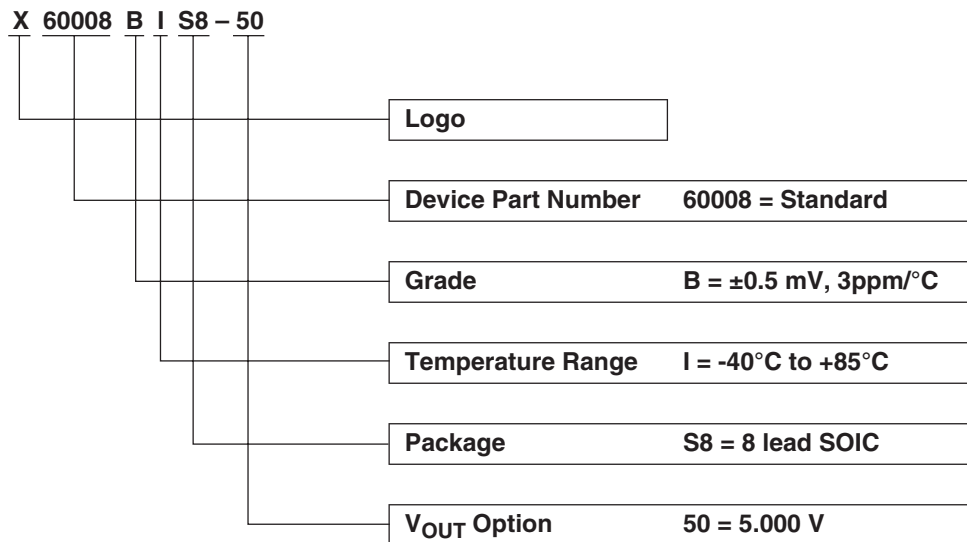 X 60008 B I S8 – 50
Logo
Device Part Number 60008 = Standard
Grade B = ±0.5 mV, 3ppm/°C
Temperature Range I = -40°C to +85°C
Package S8 = 8 lead SOIC
VOUT Option 50 = 5.000 V